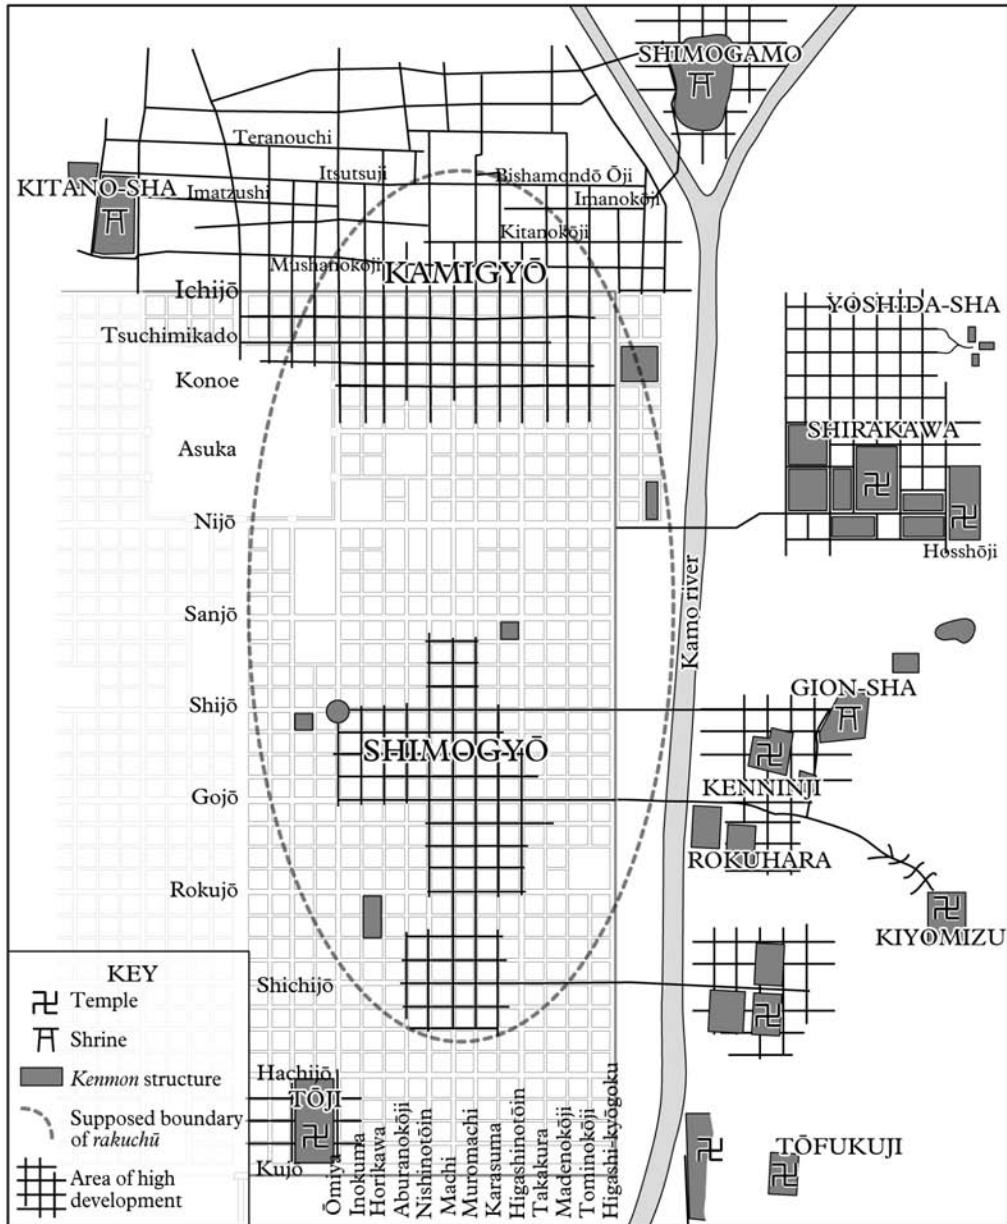 SHIMOGAMO
Teranouchi
Itsutsuji
Bishamondō Ōji
KITANO-SHA
Imatzushi
Imanokōji
Kitanokōji
Mushanokōji
KAMIGYŌ
Ichijō
YOSHIDA-SHA
Tsuchimikado
Konoe
SHIRAKAWA
Asuka
Nijō
Hosshōji
Sanjō
Kamo river
Shijō
GION-SHA
SHIMOGYŌ
KENNINJI
Gojō
ROKUHARA
Rokujō
KIYOMIZU
Shichijō
Hachijō
TŌJI
TŌFUKUJI
Kujō
Ōmiya
Inokuma
Horikawa
Aburanokōji
Nishinotōin
Machi
Muromachi
Karasuma
Higashinotōin
Takakura
Madenokōji
Tominokōji
Higashi-kyōgoku
KEY
Temple
Shrine
Kenmon structure
Supposed boundary
of rakuchū
Area of high
development